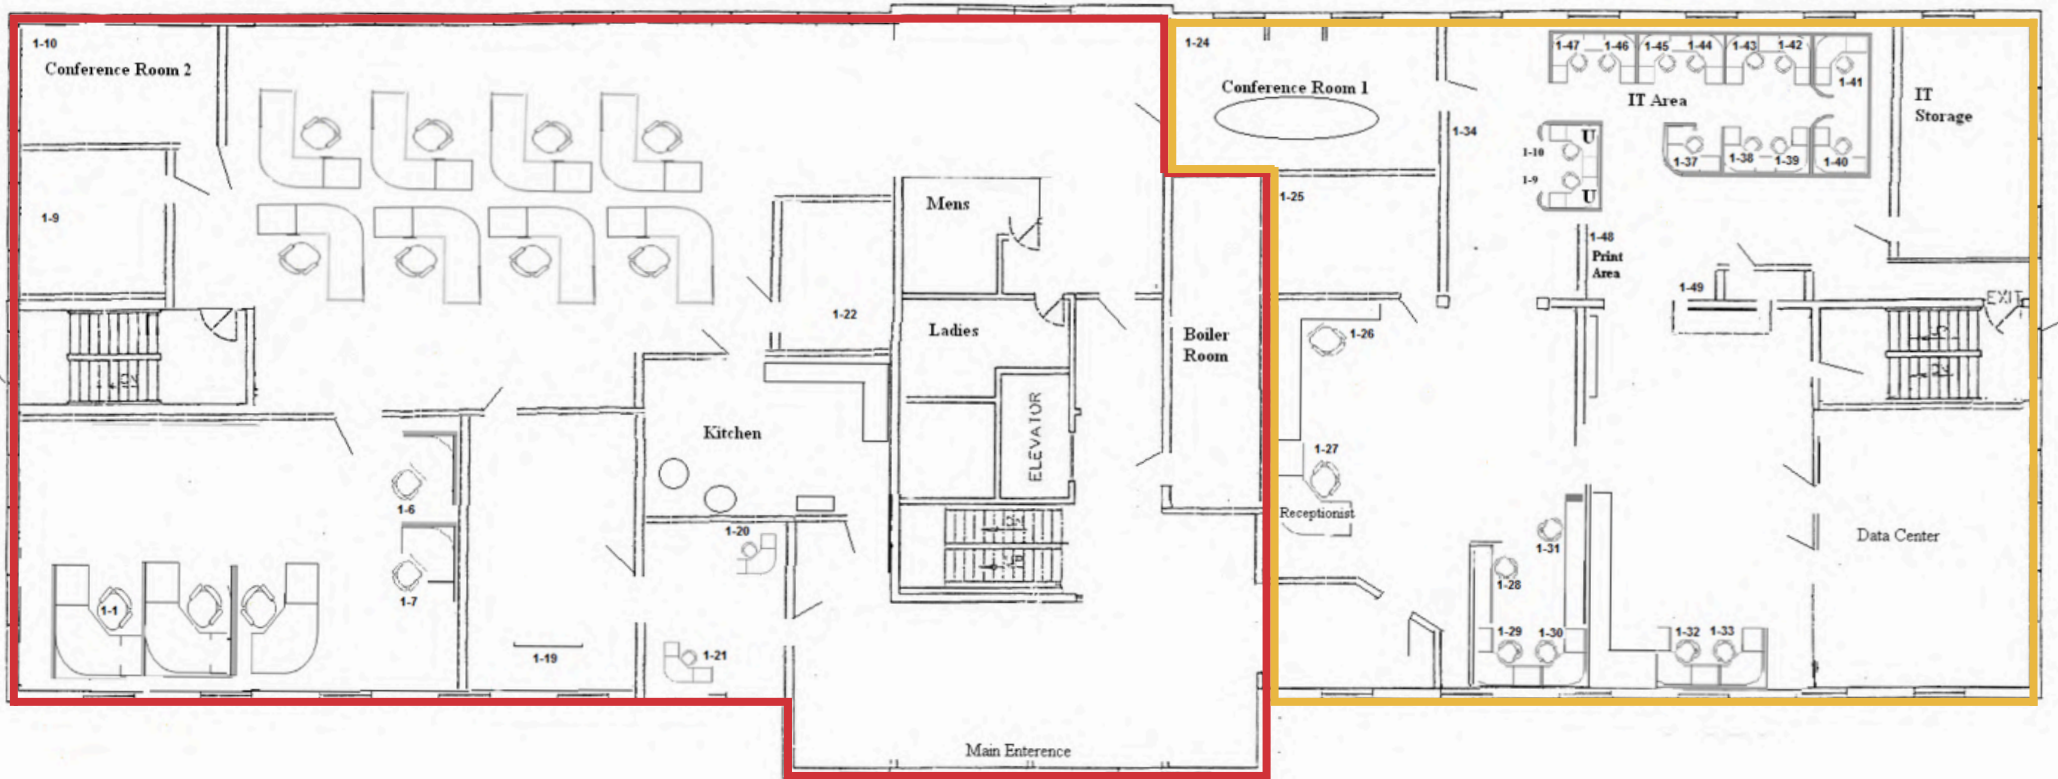 1-10
Conference Room 2
1-9
1-22
Mens
Ladies
ELEVATOR
Boiler
Room
Kitchen
1-6
1-7
1-1
1-19
1-20
1-21
Main Enterence
1-24
Conference Room 1
1-34
1-25
1-47
1-46
1-45
1-44
1-43
1-42
1-41
IT Area
IT
Storage
1-10
U
1-9
U
1-37
1-38
1-39
1-40
1-48
Print
Area
1-49
EXIT
1-26
1-27
Receptionist
1-31
1-28
1-29
1-30
1-32
1-33
Data Center